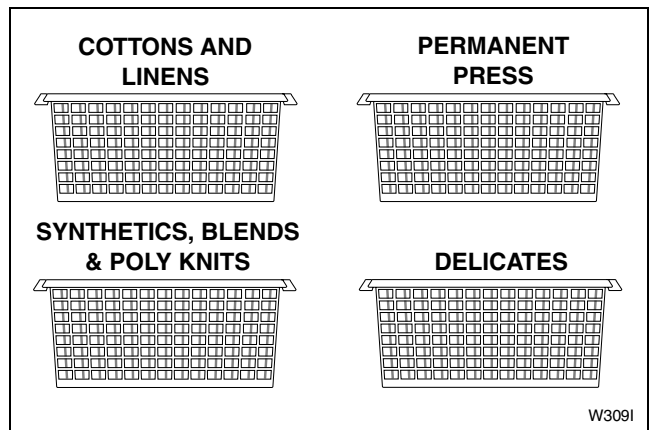 COTTONS AND
LINENS
PERMANENT
PRESS
SYNTHETICS, BLENDS
& POLY KNITS
DELICATES
W309I